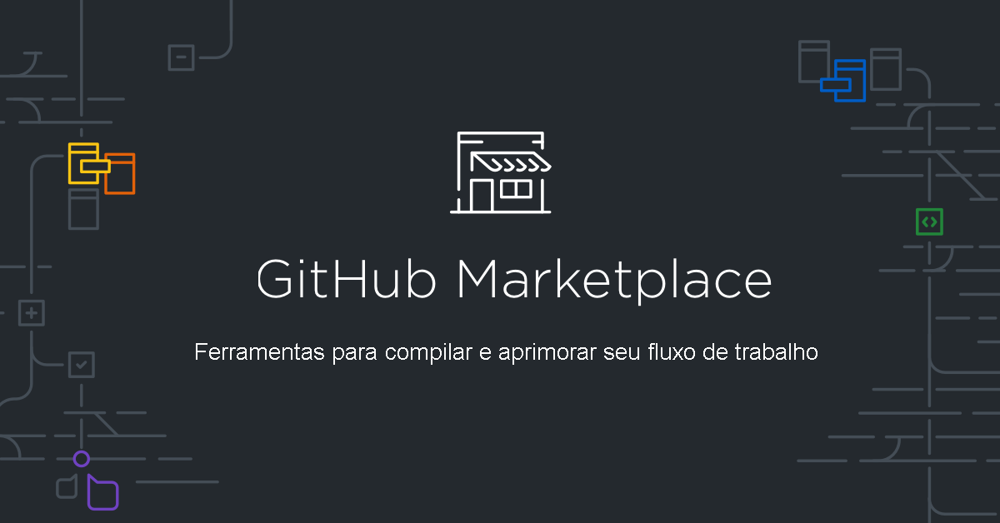 GitHub Marketplace
Ferramentas para compilar e aprimorar seu fluxo de trabalho